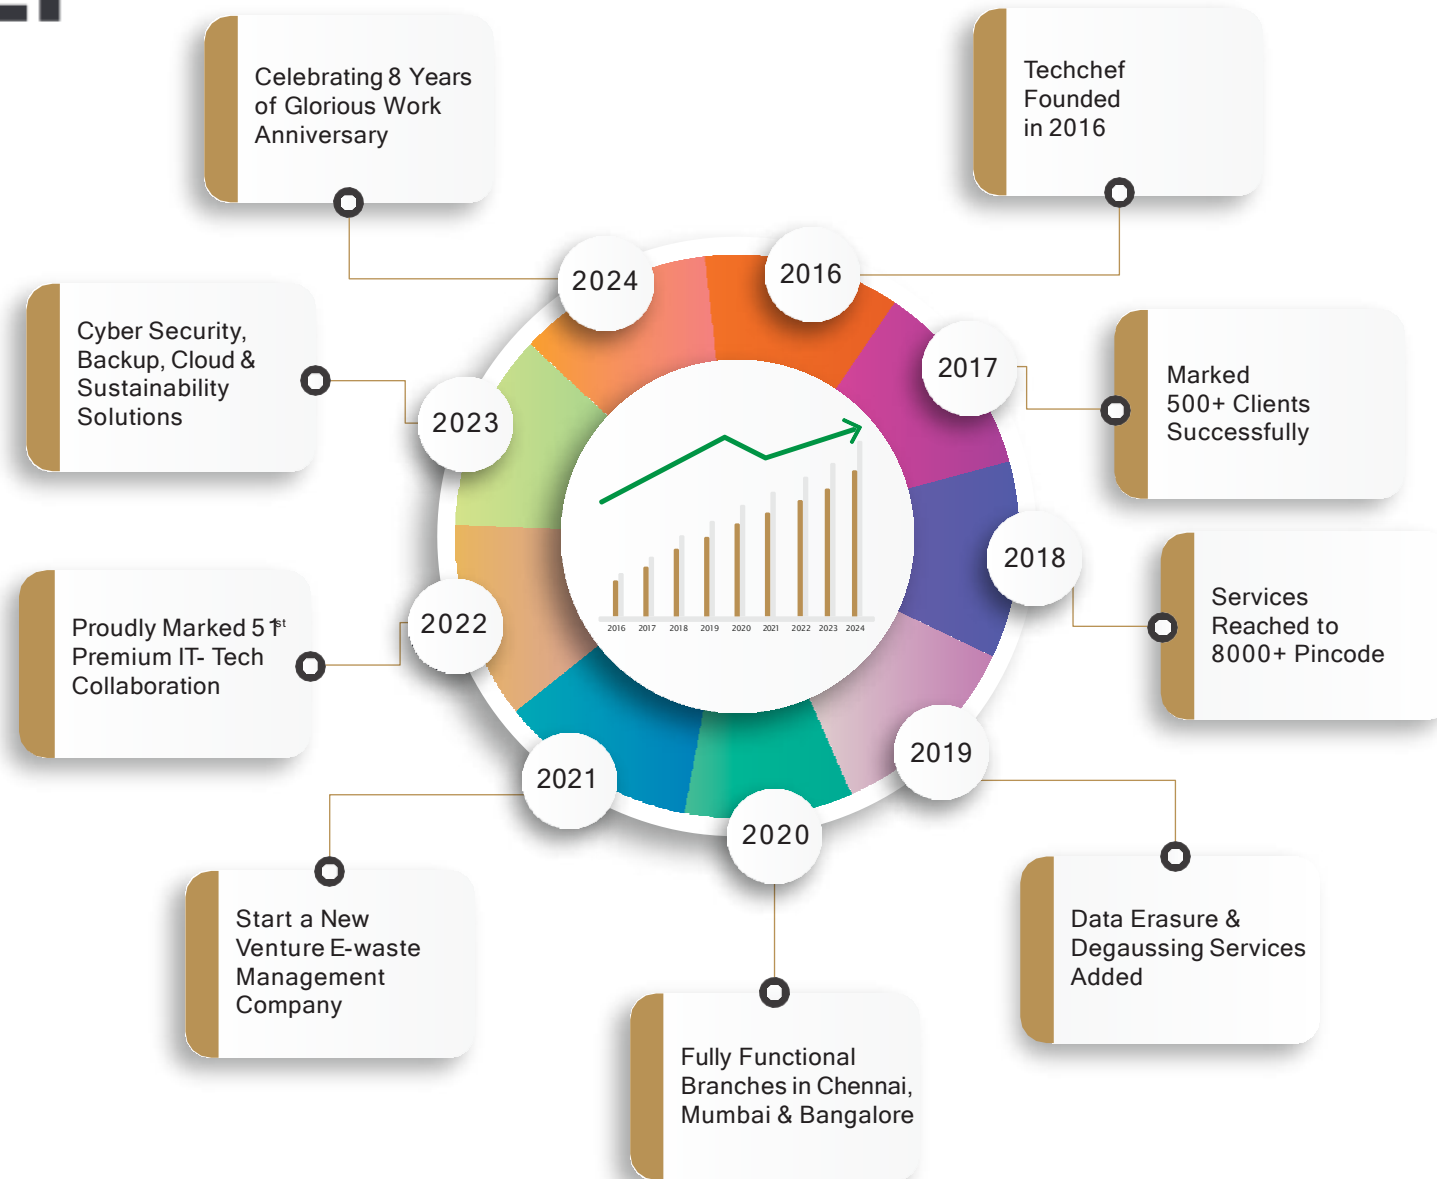 Celebrating 8 Years
of Glorious Work
Anniversary
Techchef
Founded
in 2016
2024
2016
Cyber Security,
Backup, Cloud &
Sustainability
Solutions
2023
2017
Marked
500+ Clients
Successfully
2018
Services
Reached to
8000+ Pincode
Proudly Marked 51st
Premium IT- Tech
Collaboration
2022
2016 2017 2018 2019 2020 2021 2022 2023 2024
2021
2019
2020
Start a New
Venture E-waste
Management
Company
Data Erasure &
Degaussing Services
Added
Fully Functional
Branches in Chennai,
Mumbai & Bangalore